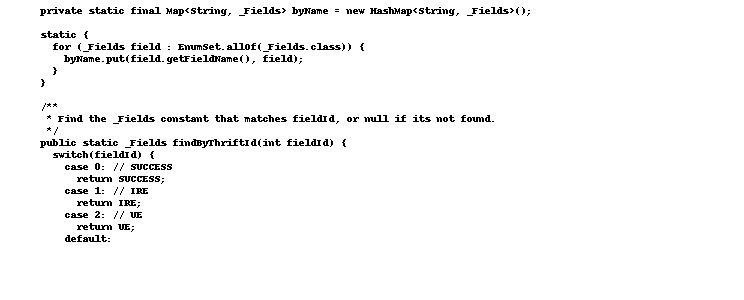 private static final Map<String, _Fields> byName = new HashMap<String, _Fields>();
static {
for (_Fields field : EnumSet.allOf(_Fields.class)) {
byName.put(field.getFieldName(), field);
}
}
/**
* Find the _Fields constant that matches fieldId, or null if its not found.
*/
public static _Fields findByThriftId(int fieldId) {
switch(fieldId) {
case 0: // SUCCESS
return SUCCESS;
case 1: // IRE
return IRE;
case 2: // UE
return UE;
default: